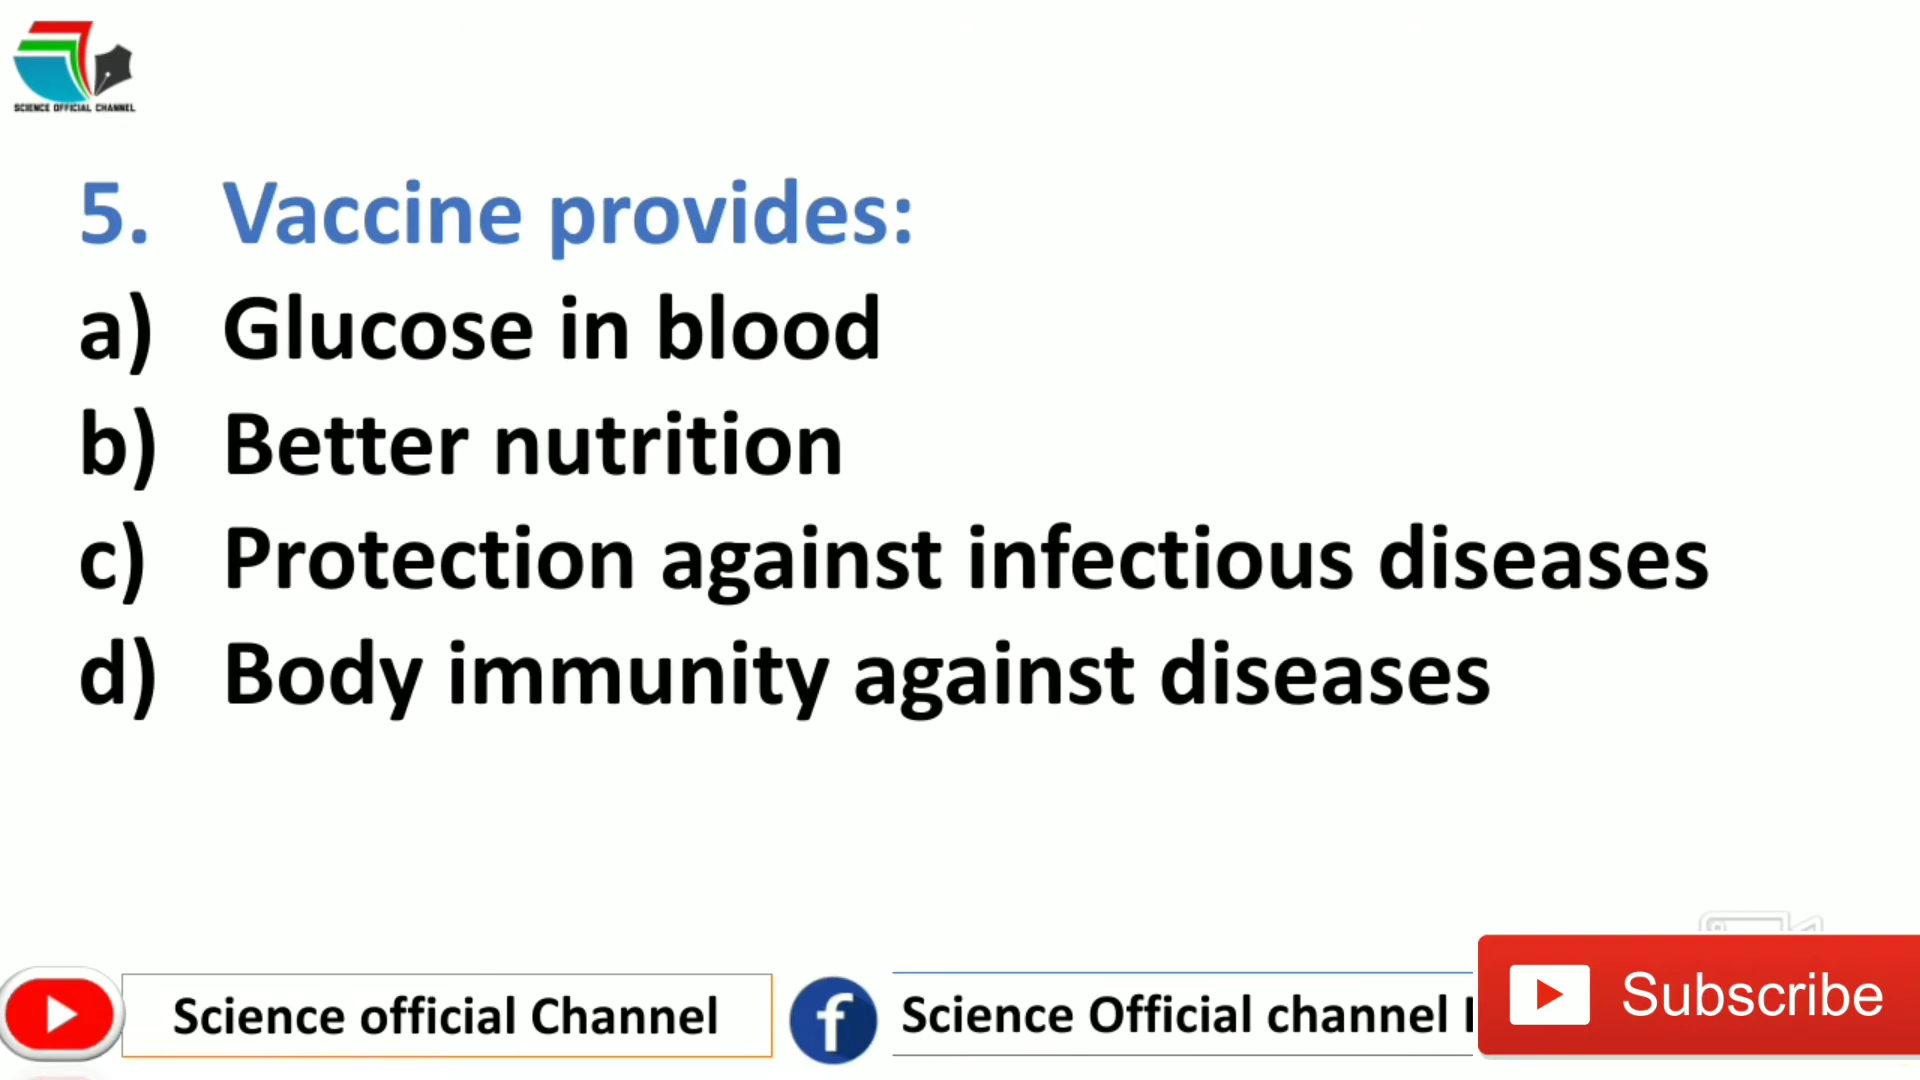 SCIENCE OFFICIAL CHANNEL
5. Vaccine provides:
a) Glucose in blood
b) Better nutrition
c) Protection against infectious diseases
d) Body immunity against diseases
Science official Channel
Science Official channel
Subscribe